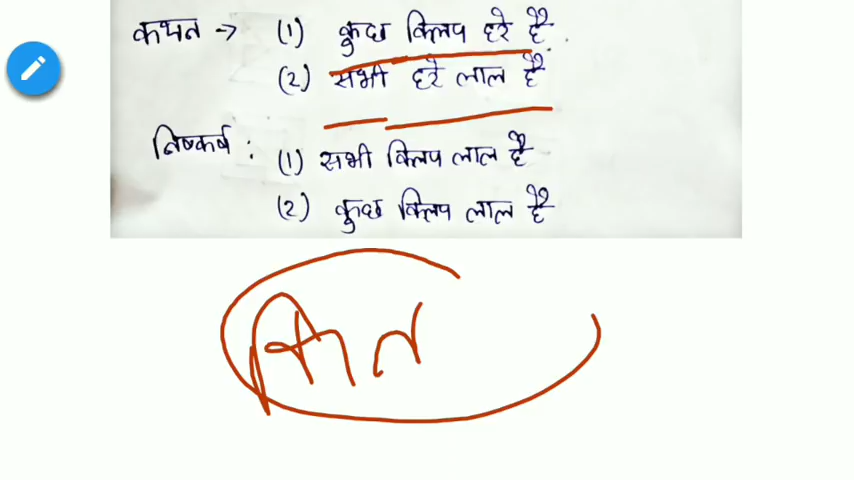 कथन → (1) कुछ क्लिप हरे है.
(2) सभी हरे लाल है
निष्कर्ष : (1) सभी क्लिप लाल है
(2) कुछ क्लिप लाल है